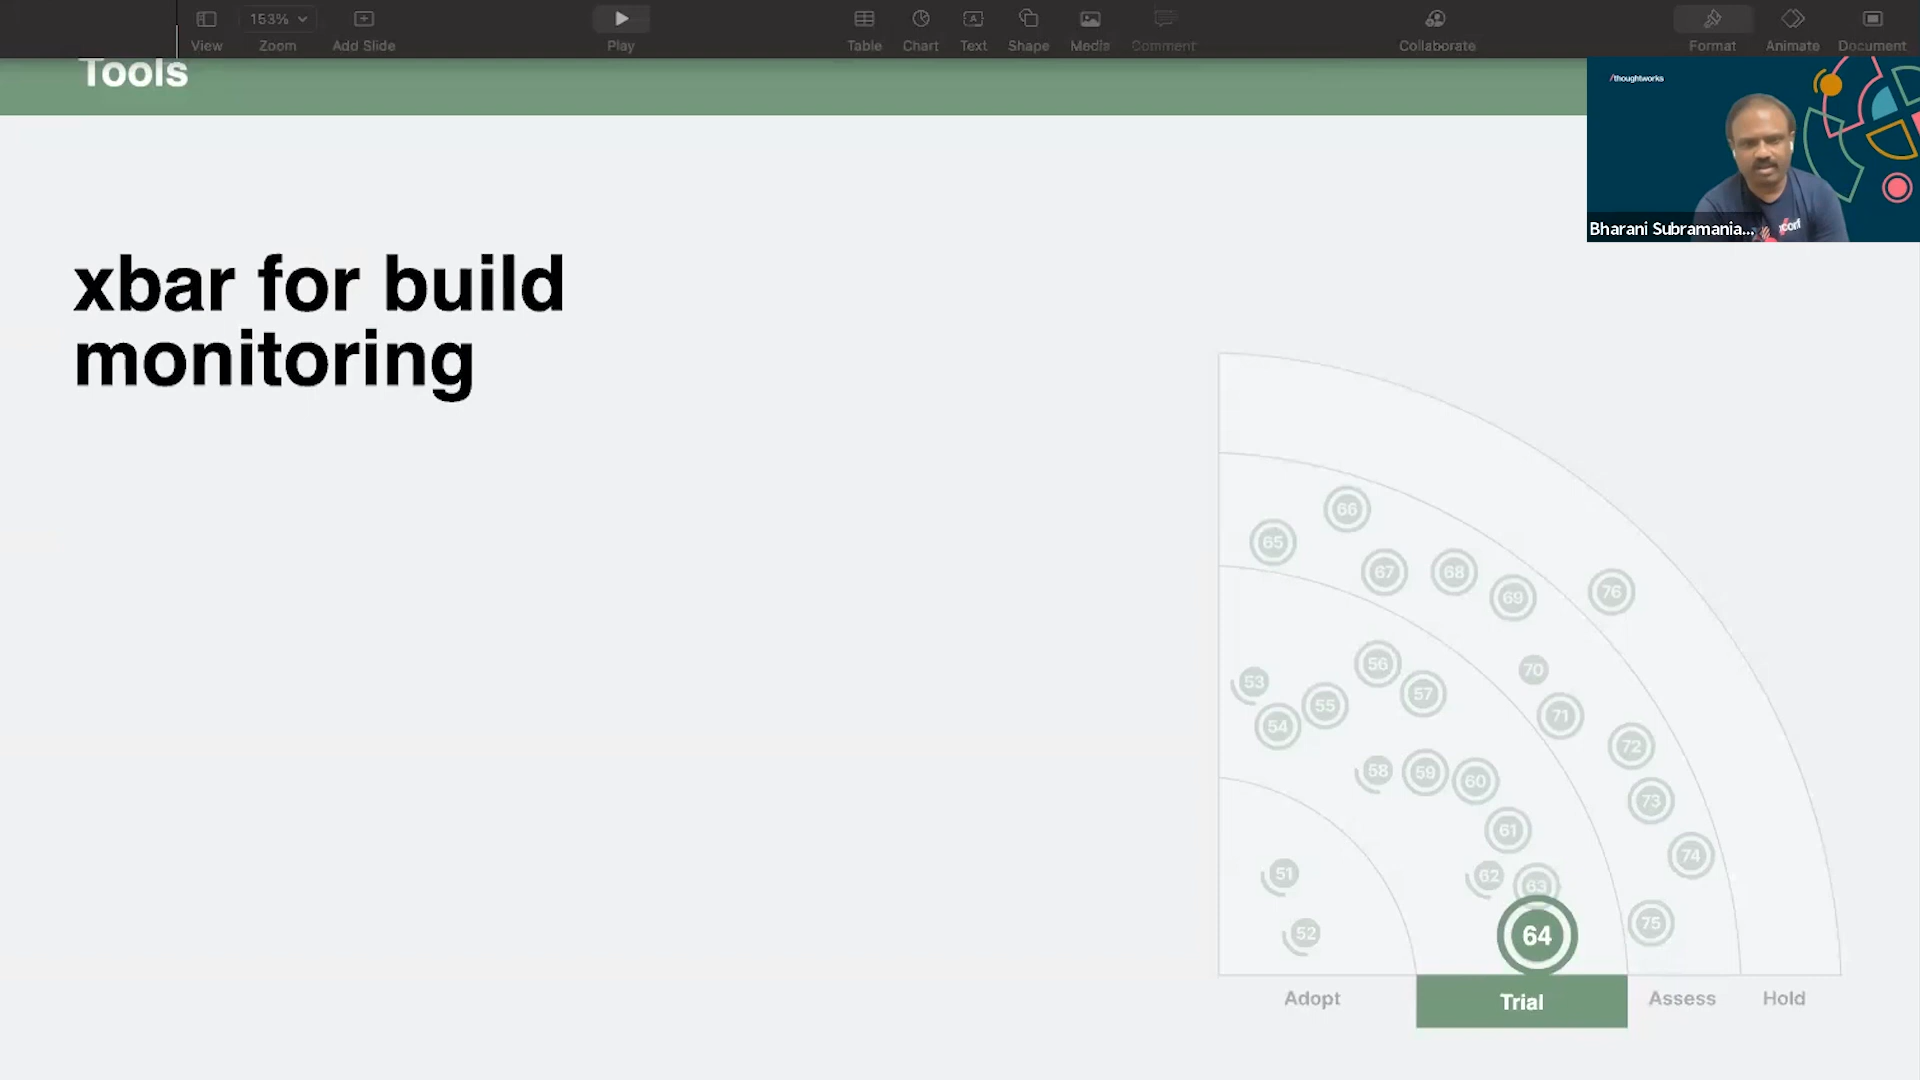 153%
View Zoom Add Slide Play Table Chart Text Shape Media Comment Collaborate Format Animate Document
Tools
/thoughtworks
xconf
Bharani Subramania...
xbar for build
monitoring
66
65
67 68 69 76
70
56
53 55 57
54 71
72
58 59 60
73
61
74
51 62 63
75
52 64
Adopt Trial Assess Hold